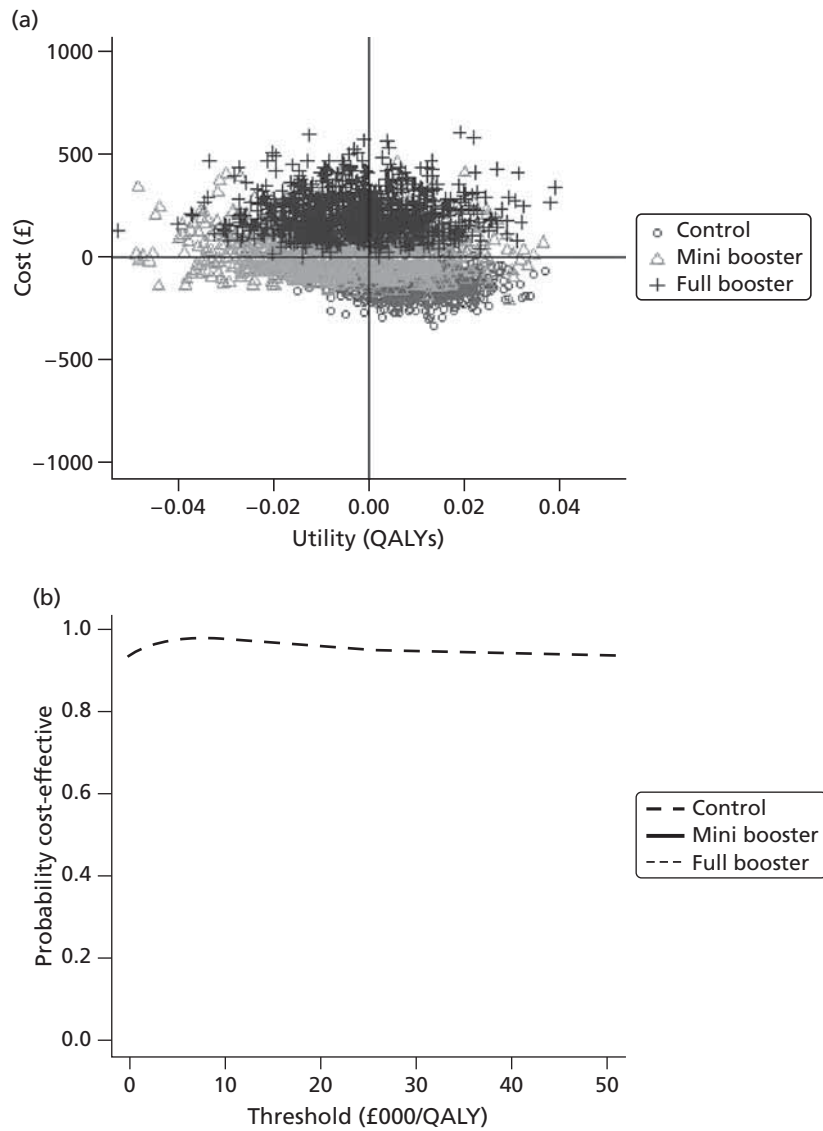 (a)
1000
500
0
−500
−1000
Cost (£)
−0.04
−0.02
0.00
0.02
0.04
Utility (QALYs)
Control
Mini booster
Full booster
(b)
1.0
0.8
0.6
0.4
0.2
0.0
Probability cost-effective
0
10
20
30
40
50
Threshold (£000/QALY)
Control
Mini booster
Full booster